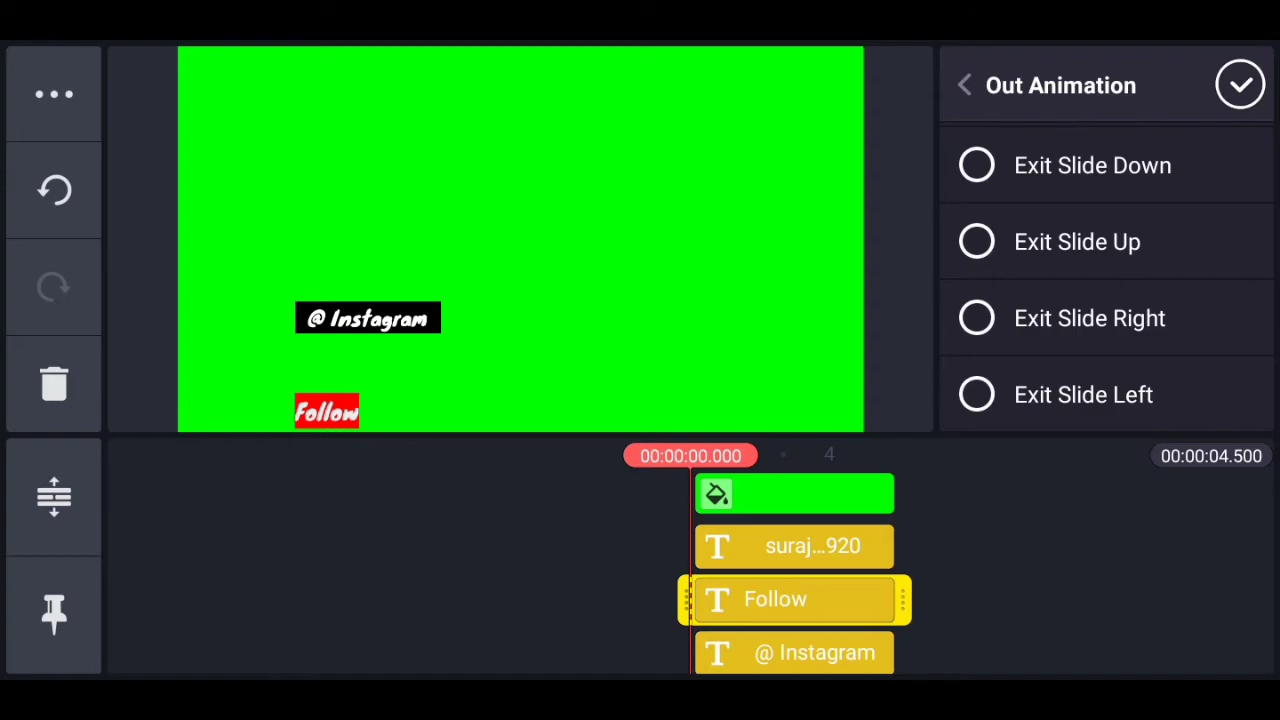 Out Animation
Exit Slide Down
Exit Slide Up
Exit Slide Right
Exit Slide Left
@ Instagram
Follow
00:00:00.000
4
00:00:04.500
T suraj...920
T Follow
T @ Instagram